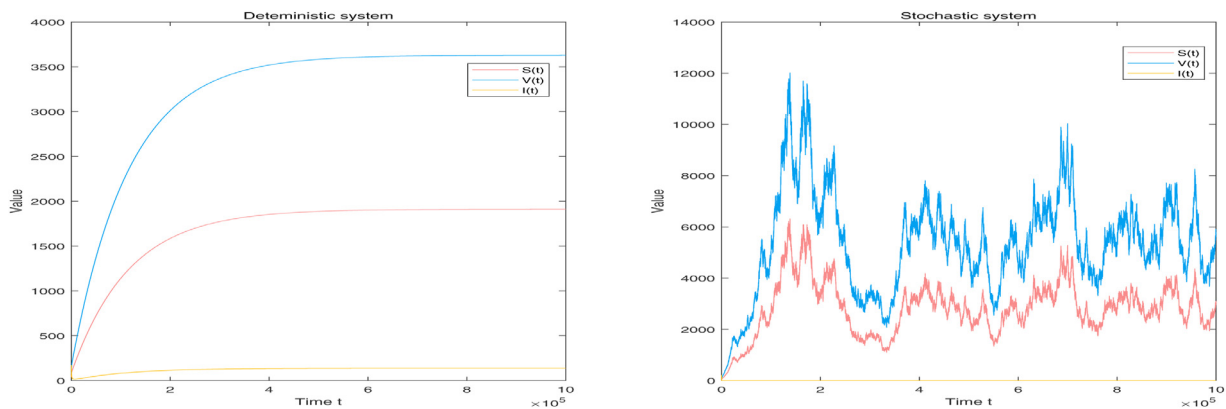 Deteministic system
4000
3500
3000
2500
2000
1500
1000
500
0
Value
S(t)
V(t)
I(t)
0 2 4 6 8 10
Time t
×10^5
Stochastic system
14000
12000
10000
8000
6000
4000
2000
0
Value
S(t)
V(t)
I(t)
0 2 4 6 8 10
Time t
×10^5